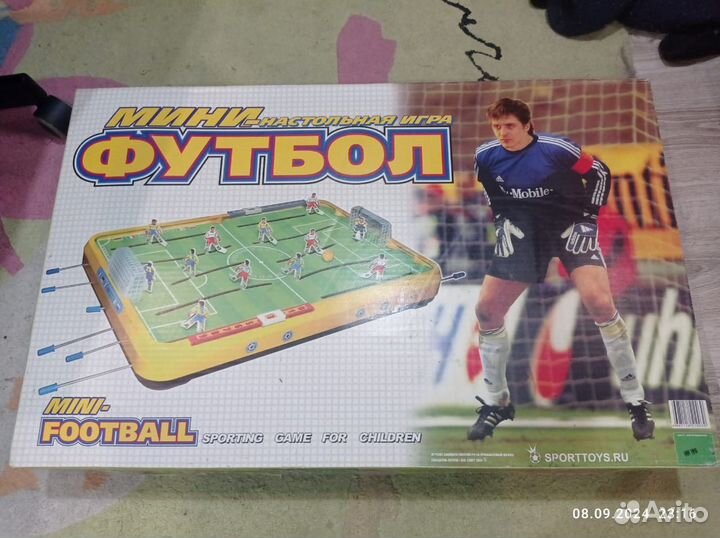 МИНИ-
НАСТОЛЬНАЯ ИГРА
ФУТБОЛ
Mobile
MINI-
FOOTBALL
SPORTING GAME FOR CHILDREN
SPORTTOYS.RU
08.09.2024 23:16
Avito